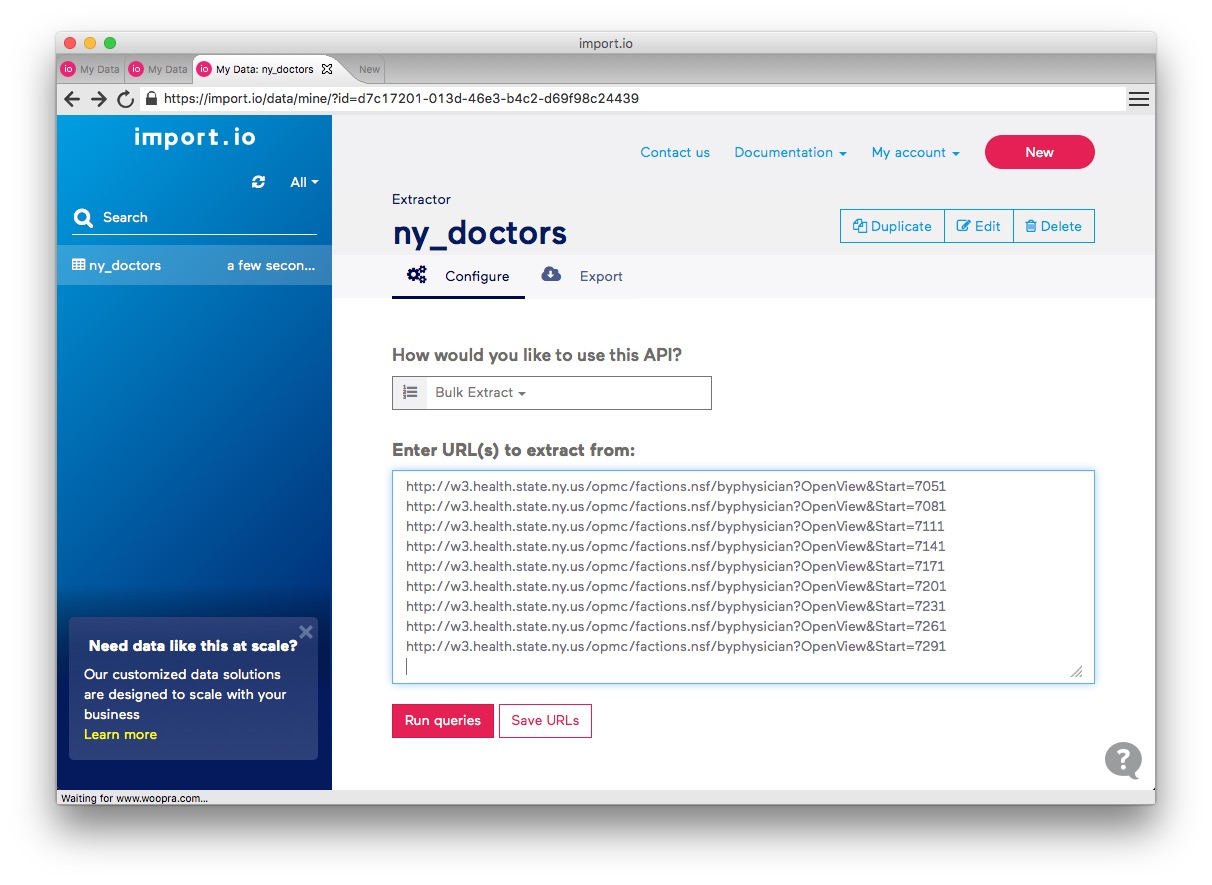 import.io
io My Data io My Data io My Data: ny_doctors New
https://import.io/data/mine/?id=d7c17201-013d-46e3-b4c2-d69f98c24439
import.io
All
Search
ny_doctors a few secon...
Need data like this at scale?
Our customized data solutions
are designed to scale with your
business
Learn more
Contact us Documentation My account New
Extractor
ny_doctors
Duplicate Edit Delete
Configure Export
How would you like to use this API?
Bulk Extract
Enter URL(s) to extract from:
http://w3.health.state.ny.us/opmc/factions.nsf/byphysician?OpenView&Start=7051
http://w3.health.state.ny.us/opmc/factions.nsf/byphysician?OpenView&Start=7081
http://w3.health.state.ny.us/opmc/factions.nsf/byphysician?OpenView&Start=7111
http://w3.health.state.ny.us/opmc/factions.nsf/byphysician?OpenView&Start=7141
http://w3.health.state.ny.us/opmc/factions.nsf/byphysician?OpenView&Start=7171
http://w3.health.state.ny.us/opmc/factions.nsf/byphysician?OpenView&Start=7201
http://w3.health.state.ny.us/opmc/factions.nsf/byphysician?OpenView&Start=7231
http://w3.health.state.ny.us/opmc/factions.nsf/byphysician?OpenView&Start=7261
http://w3.health.state.ny.us/opmc/factions.nsf/byphysician?OpenView&Start=7291
Run queries Save URLs
?
Waiting for www.woopra.com...